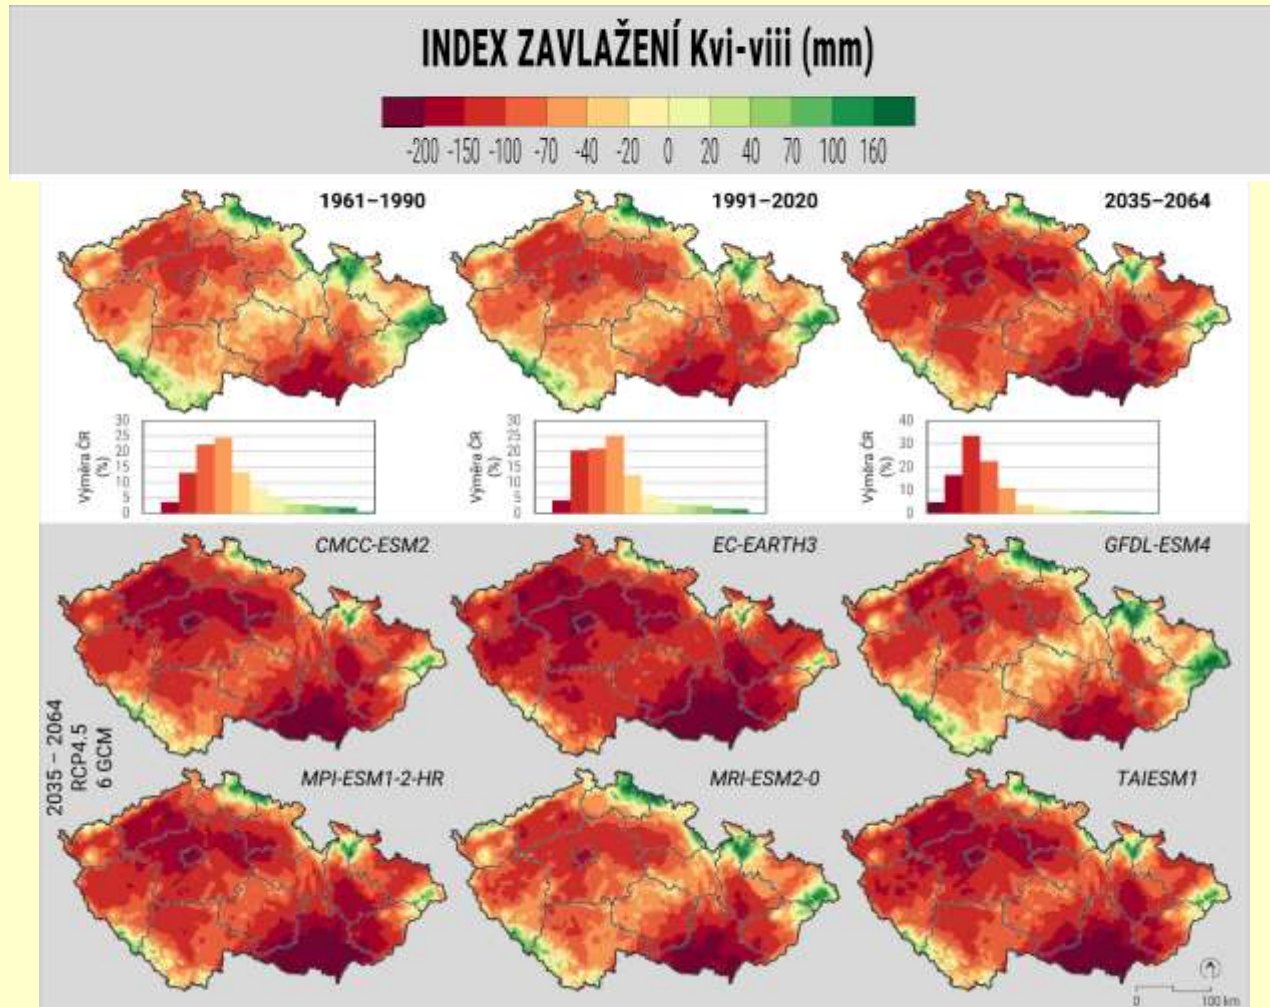 INDEX ZAVLAŽENÍ Kvi-viii (mm)
-200 -150 -100 -70 -40 -20 0 20 40 70 100 160
1961–1990
1991–2020
2035–2064
Výměra ČR (%)
30
25
20
15
10
5
0
Výměra ČR (%)
30
25
20
15
10
5
0
Výměra ČR (%)
40
30
20
10
0
2035 – 2064
RCP4.5
6 GCM
CMCC-ESM2
EC-EARTH3
GFDL-ESM4
MPI-ESM1-2-HR
MRI-ESM2-0
TAIESM1
0 100 km